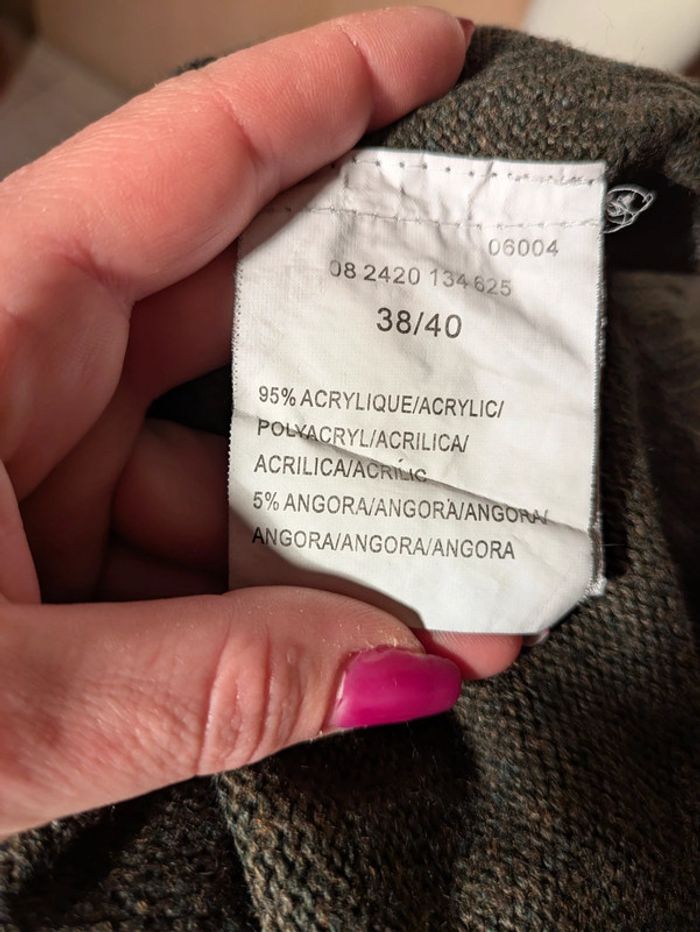 06004
08 2420 134 625
38/40
95% ACRYLIQUE/ACRYLIC/
POLYACRYL/ACRILICA/
ACRILICA/ACRÍLIC
5% ANGORA/ANGORA/ANGORA/
ANGORA/ANGORA/ANGORA